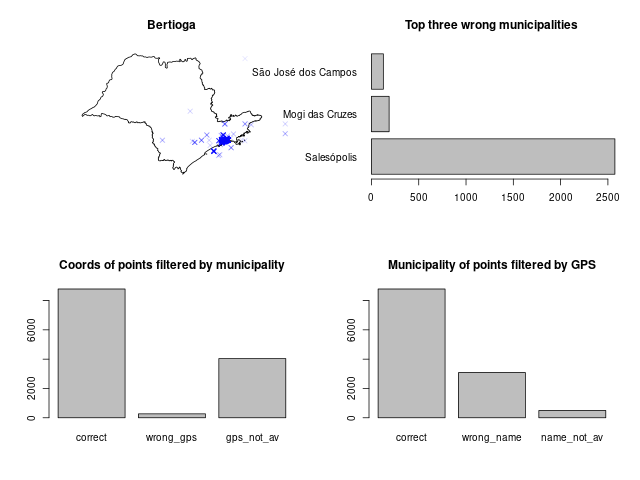 Bertioga
Top three wrong municipalities
São José dos Campos
Mogi das Cruzes
Salesópolis
0 500 1000 1500 2000 2500
Coords of points filtered by municipality
6000
2000
0
correct wrong_gps gps_not_av
Municipality of points filtered by GPS
6000
2000
0
correct wrong_name name_not_av